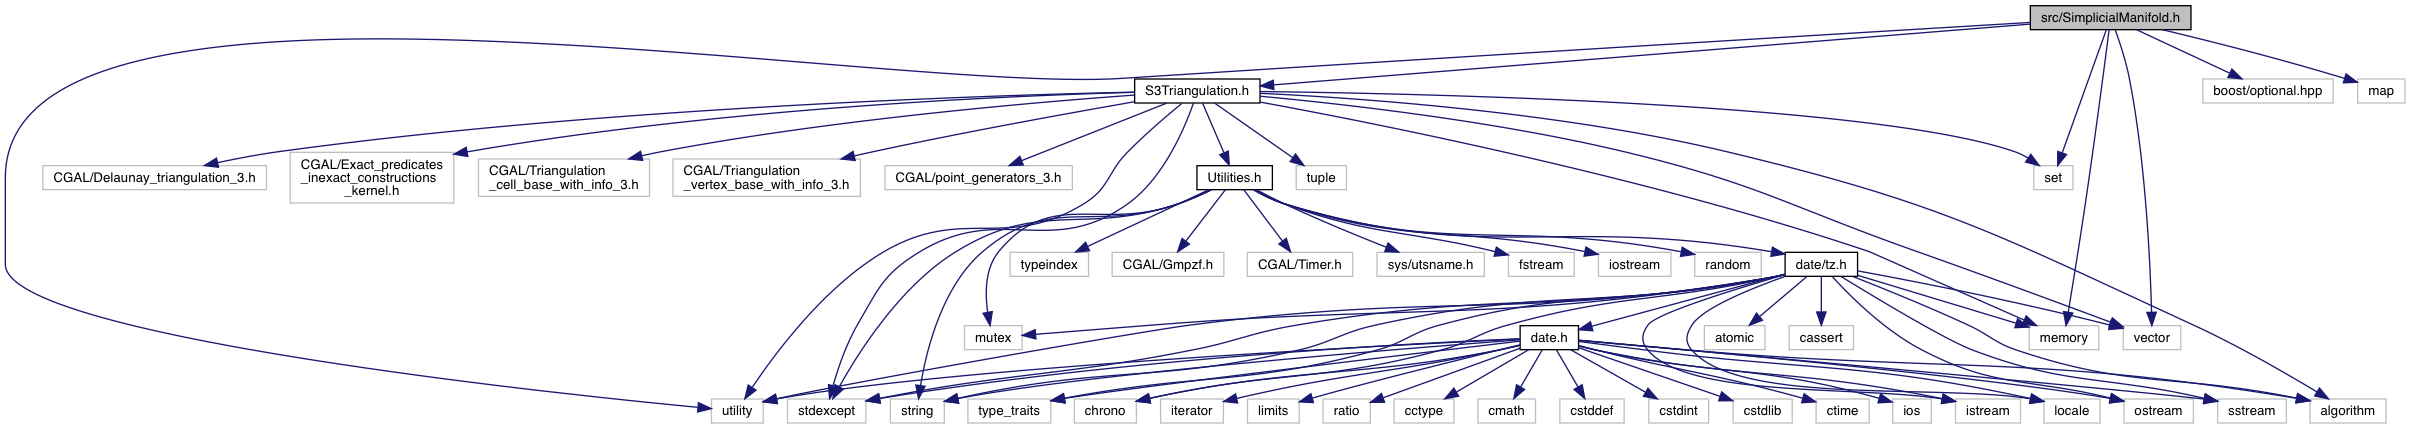 src/SimplicialManifold.h
S3Triangulation.h
boost/optional.hpp
map
CGAL/Delaunay_triangulation_3.h
CGAL/Exact_predicates
_inexact_constructions
_kernel.h
CGAL/Triangulation
_cell_base_with_info_3.h
CGAL/Triangulation
_vertex_base_with_info_3.h
CGAL/point_generators_3.h
Utilities.h
tuple
set
typeindex
CGAL/Gmpzf.h
CGAL/Timer.h
sys/utsname.h
fstream
iostream
random
date/tz.h
mutex
date.h
atomic
cassert
memory
vector
utility
stdexcept
string
type_traits
chrono
iterator
limits
ratio
cctype
cmath
cstddef
cstdint
cstdlib
ctime
ios
istream
locale
ostream
sstream
algorithm